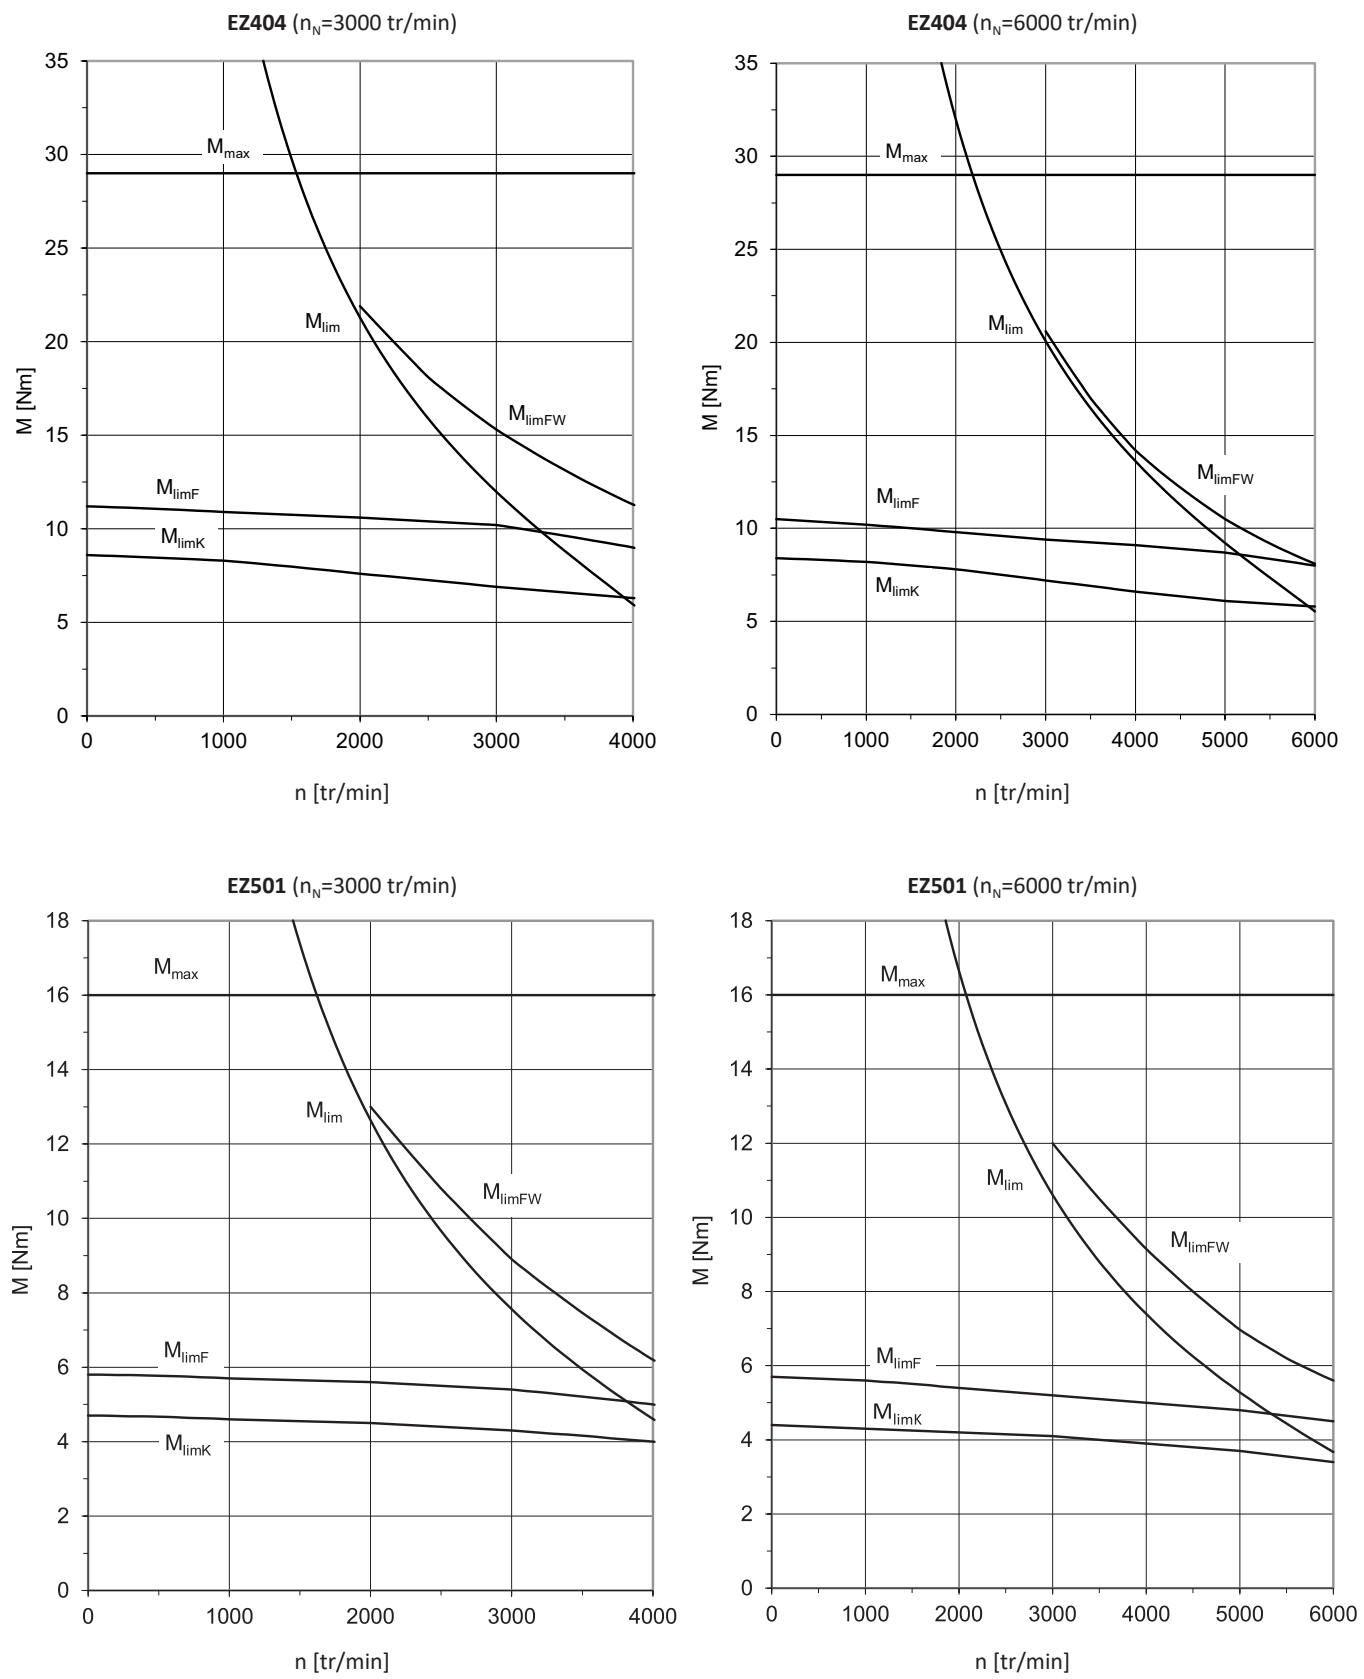 EZ404 (nN=3000 tr/min)
35
30
25
20
15
10
5
0
M [Nm]
Mmax
Mlim
MlimFW
MlimF
MlimK
0 1000 2000 3000 4000
n [tr/min]
EZ404 (nN=6000 tr/min)
35
30
25
20
15
10
5
0
M [Nm]
Mmax
Mlim
MlimFW
MlimF
MlimK
0 1000 2000 3000 4000 5000 6000
n [tr/min]
EZ501 (nN=3000 tr/min)
18
16
14
12
10
8
6
4
2
0
M [Nm]
Mmax
Mlim
MlimFW
MlimF
MlimK
0 1000 2000 3000 4000
n [tr/min]
EZ501 (nN=6000 tr/min)
18
16
14
12
10
8
6
4
2
0
M [Nm]
Mmax
Mlim
MlimFW
MlimF
MlimK
0 1000 2000 3000 4000 5000 6000
n [tr/min]